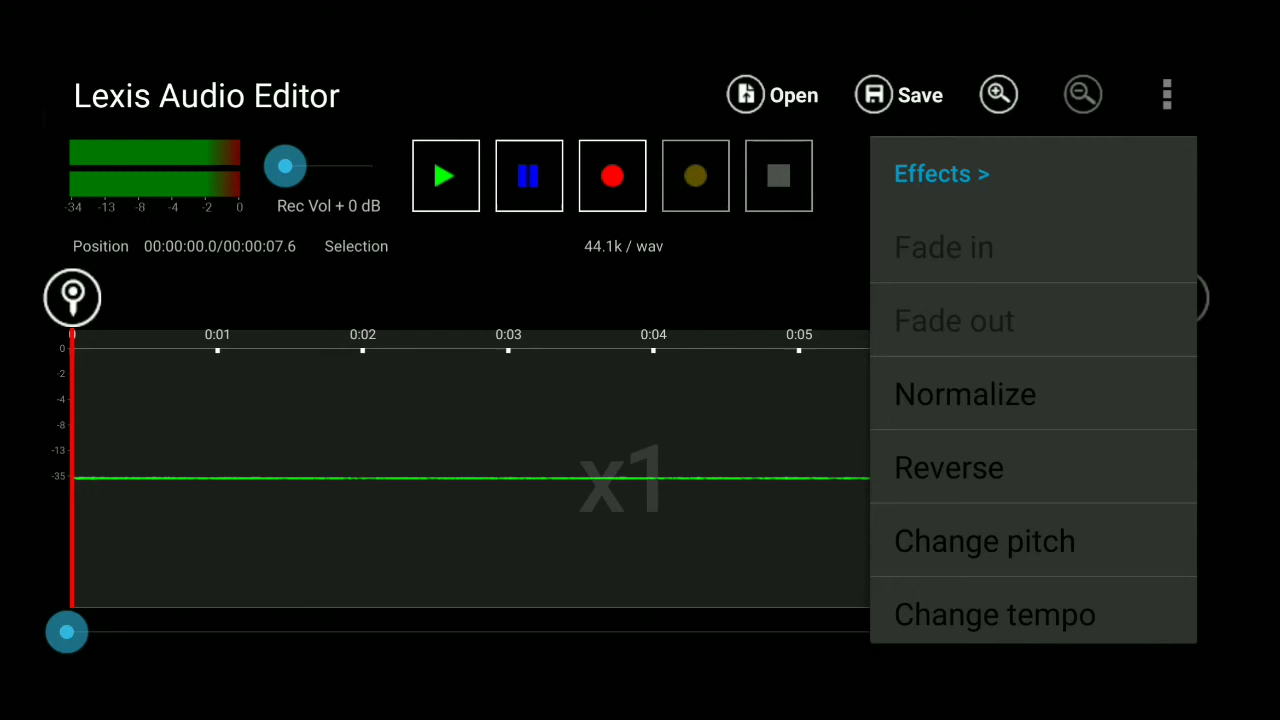 Lexis Audio Editor
Open
Save
-34 -13 -8 -4 -2 0
Rec Vol + 0 dB
Position 00:00:00.0/00:00:07.6 Selection 44.1k / wav
0 0:01 0:02 0:03 0:04 0:05
0
-2
-4
-8
-13
-35
x1
Effects >
Fade in
Fade out
Normalize
Reverse
Change pitch
Change tempo